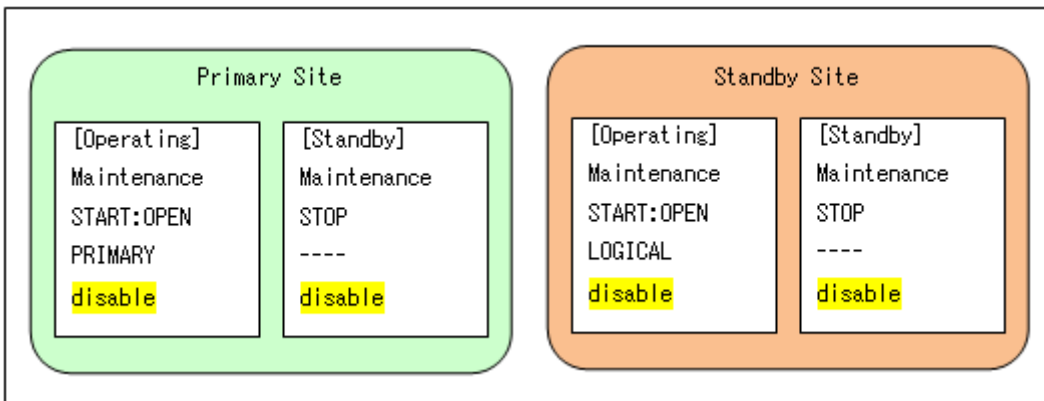 Primary Site
[Operating]
Maintenance
START:OPEN
PRIMARY
disable
[Standby]
Maintenance
STOP
----
disable
Standby Site
[Operating]
Maintenance
START:OPEN
LOGICAL
disable
[Standby]
Maintenance
STOP
----
disable